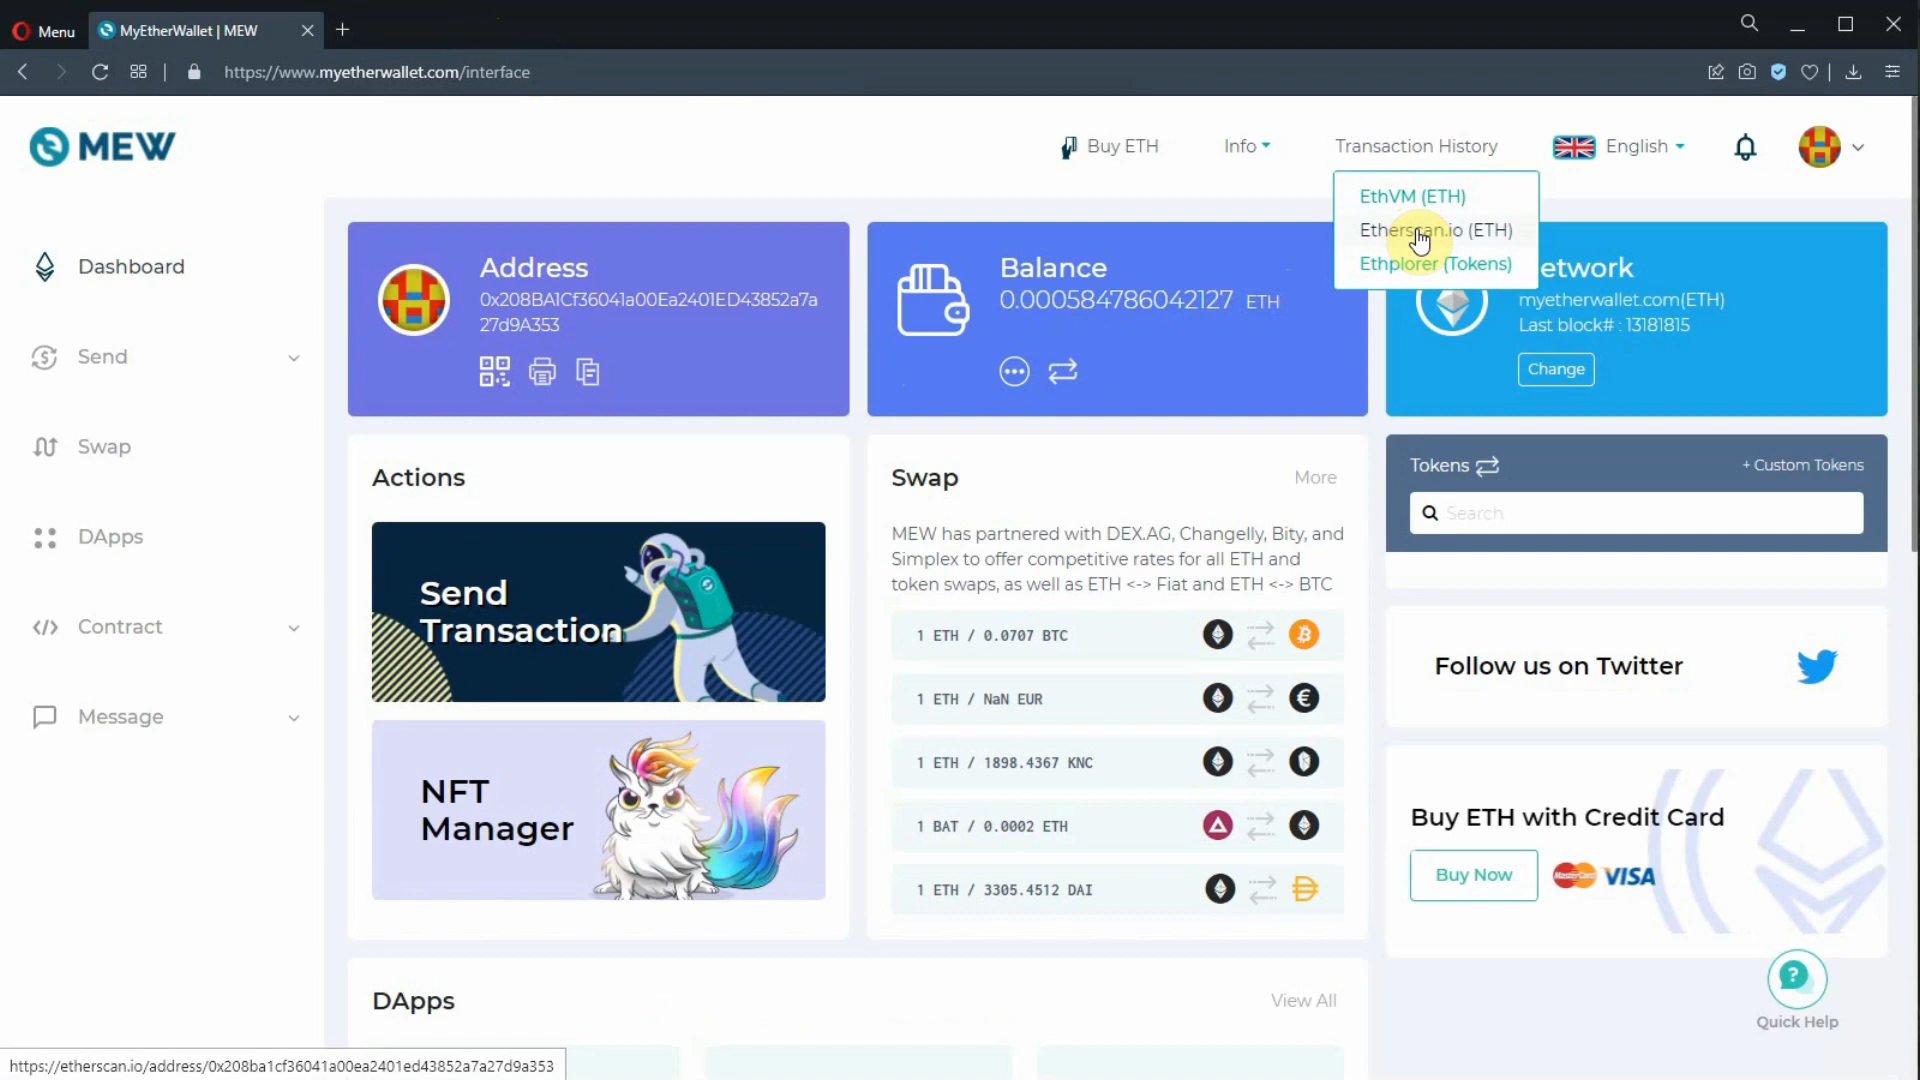 Menu
MyEtherWallet | MEW
https://www.myetherwallet.com/interface
MEW
Buy ETH
Info
Transaction History
English
EthVM (ETH)
Etherscan.io (ETH)
Ethplorer (Tokens)
Dashboard
Send
Swap
DApps
Contract
Message
Address
0x208BA1Cf36041a00Ea2401ED43852a7a
27d9A353
Balance
0.000584786042127 ETH
etwork
myetherwallet.com(ETH)
Last block# : 13181815
Change
Actions
Send
Transaction
NFT
Manager
Swap
More
MEW has partnered with DEX.AG, Changelly, Bity, and
Simplex to offer competitive rates for all ETH and
token swaps, as well as ETH <-> Fiat and ETH <-> BTC
1 ETH / 0.0707 BTC
1 ETH / NaN EUR
1 ETH / 1898.4367 KNC
1 BAT / 0.0002 ETH
1 ETH / 3305.4512 DAI
Tokens
+ Custom Tokens
Search
Follow us on Twitter
Buy ETH with Credit Card
Buy Now
MasterCard
VISA
DApps
View All
Quick Help
https://etherscan.io/address/0x208ba1cf36041a00ea2401ed43852a7a27d9a353